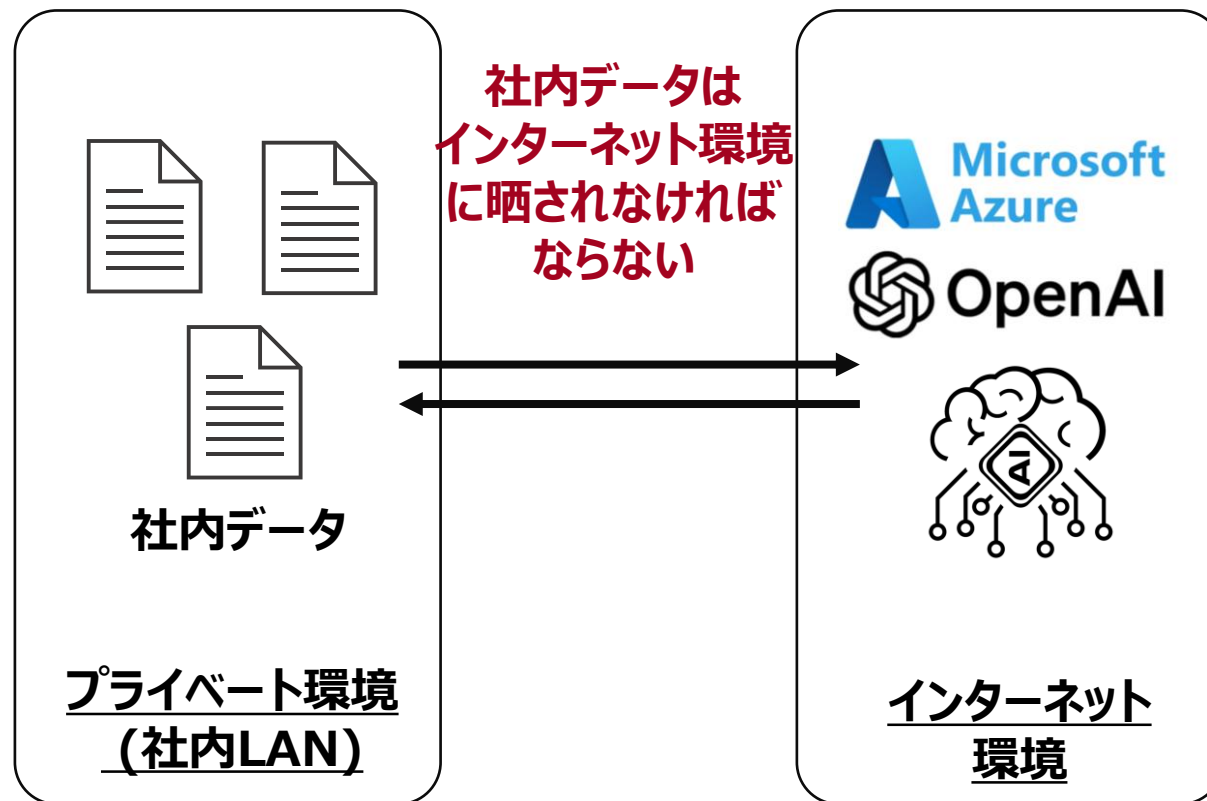 社内データは
インターネット環境
に晒されなければ
ならない
Microsoft
Azure
OpenAI
AI
社内データ
プライベート環境
(社内LAN)
インターネット
環境